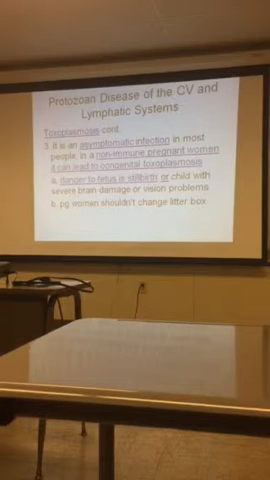 Protozoan Disease of the CV and
Lymphatic Systems
Toxoplasmosis cont.
3. It is an asymptomatic infection in most
people, in a non-immune pregnant women
it can lead to congenital toxoplasmosis
a. danger to fetus is stillbirth or child with
severe brain damage or vision problems
b. pg women shouldn't change litter box